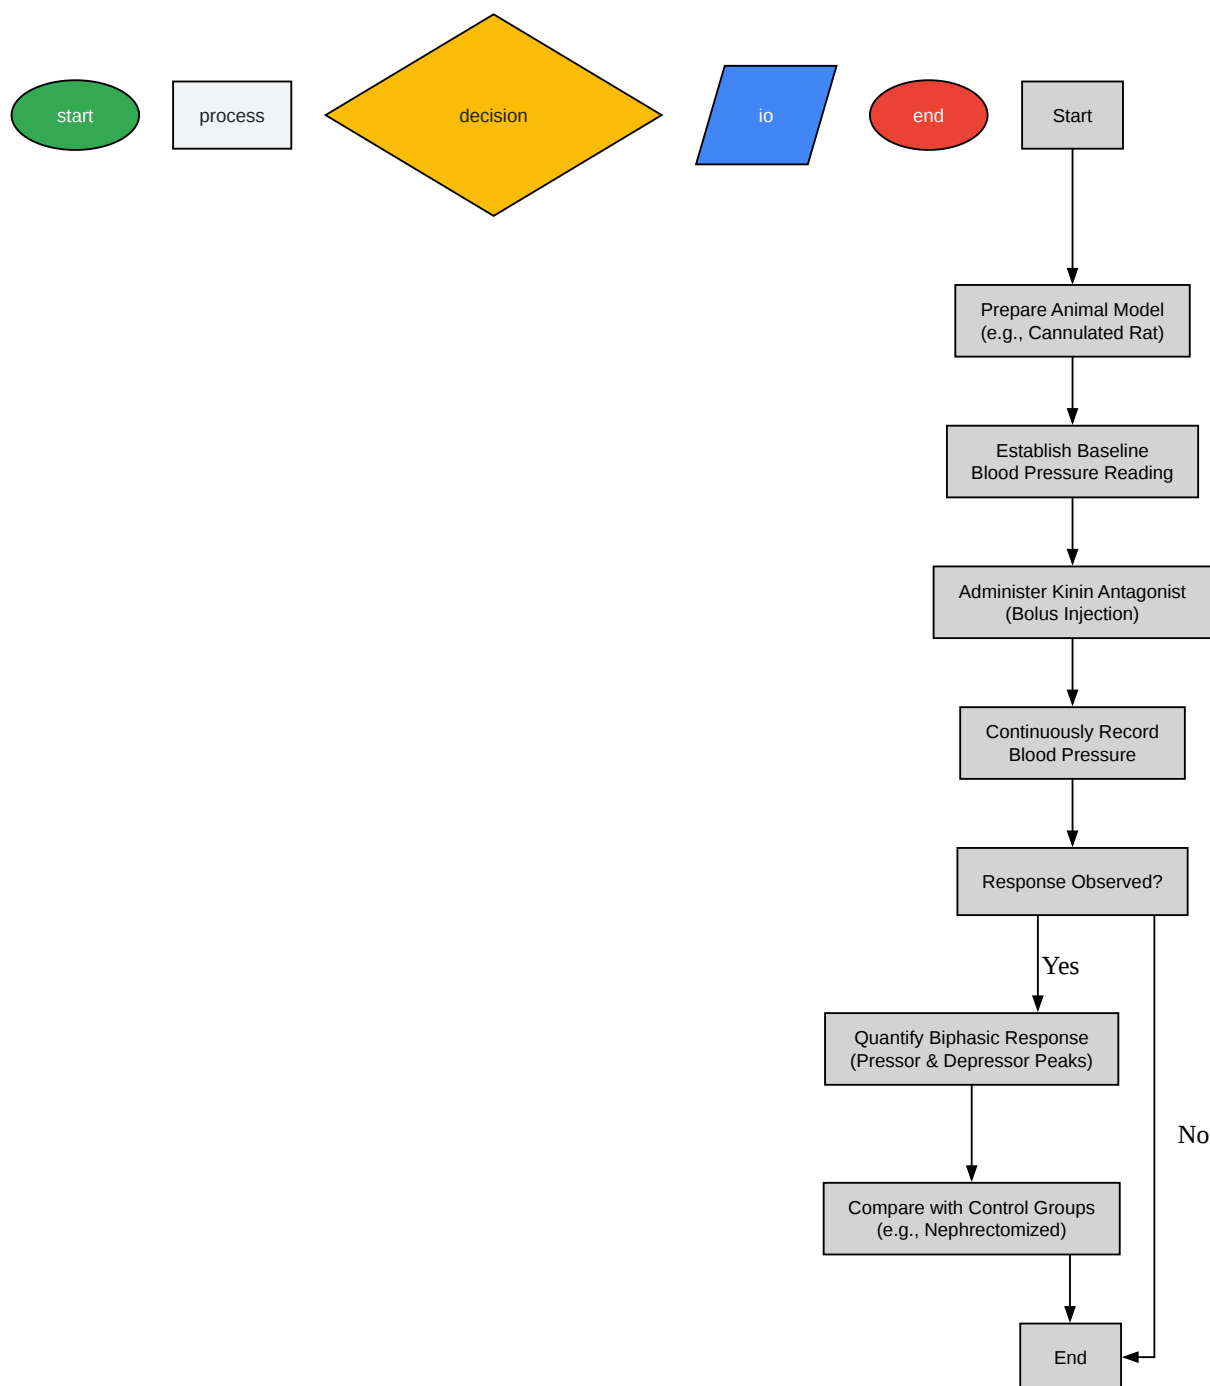 start
process
decision
io
end
Start
Prepare Animal Model
(e.g., Cannulated Rat)
Establish Baseline
Blood Pressure Reading
Administer Kinin Antagonist
(Bolus Injection)
Continuously Record
Blood Pressure
Response Observed?
Yes
Quantify Biphasic Response
(Pressor & Depressor Peaks)
No
Compare with Control Groups
(e.g., Nephrectomized)
End